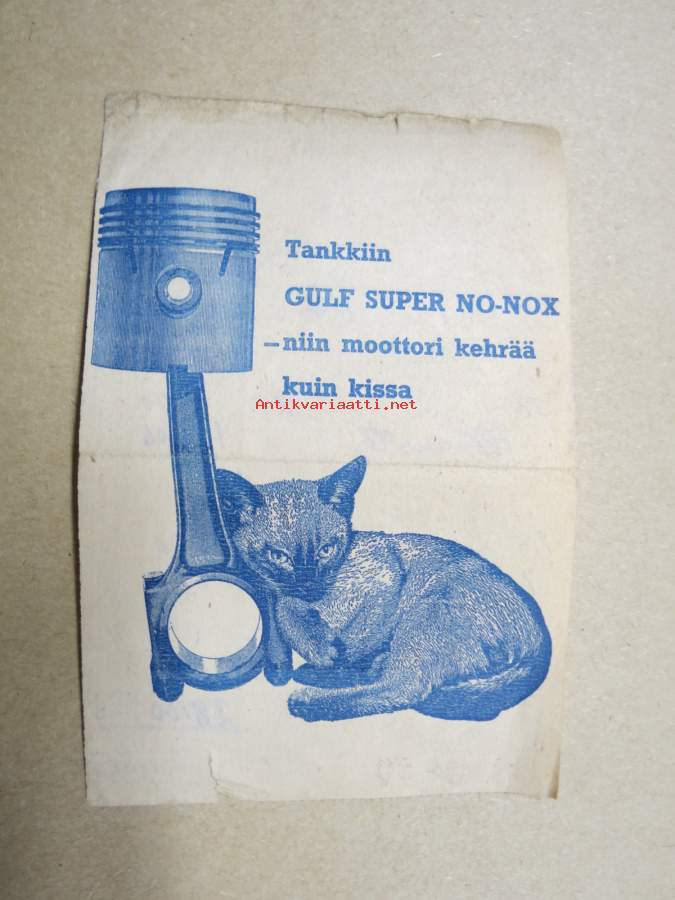 Tankkiin
GULF SUPER NO-NOX
–niin moottori kehrää
kuin kissa
Antikvariaatti.net